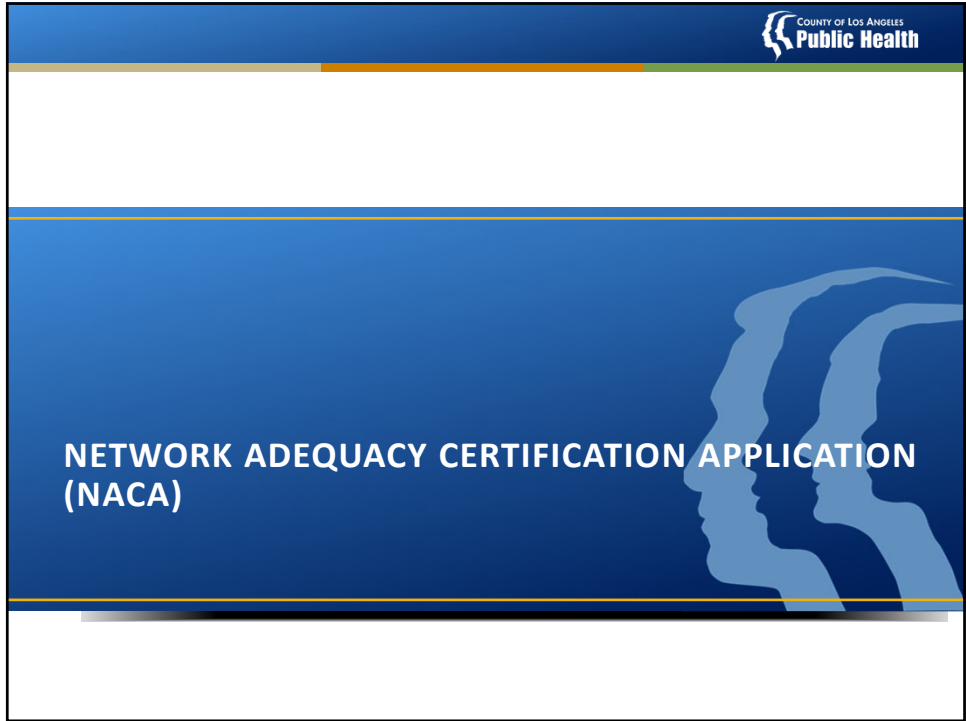 COUNTY OF LOS ANGELES
Public Health
NETWORK ADEQUACY CERTIFICATION APPLICATION
(NACA)